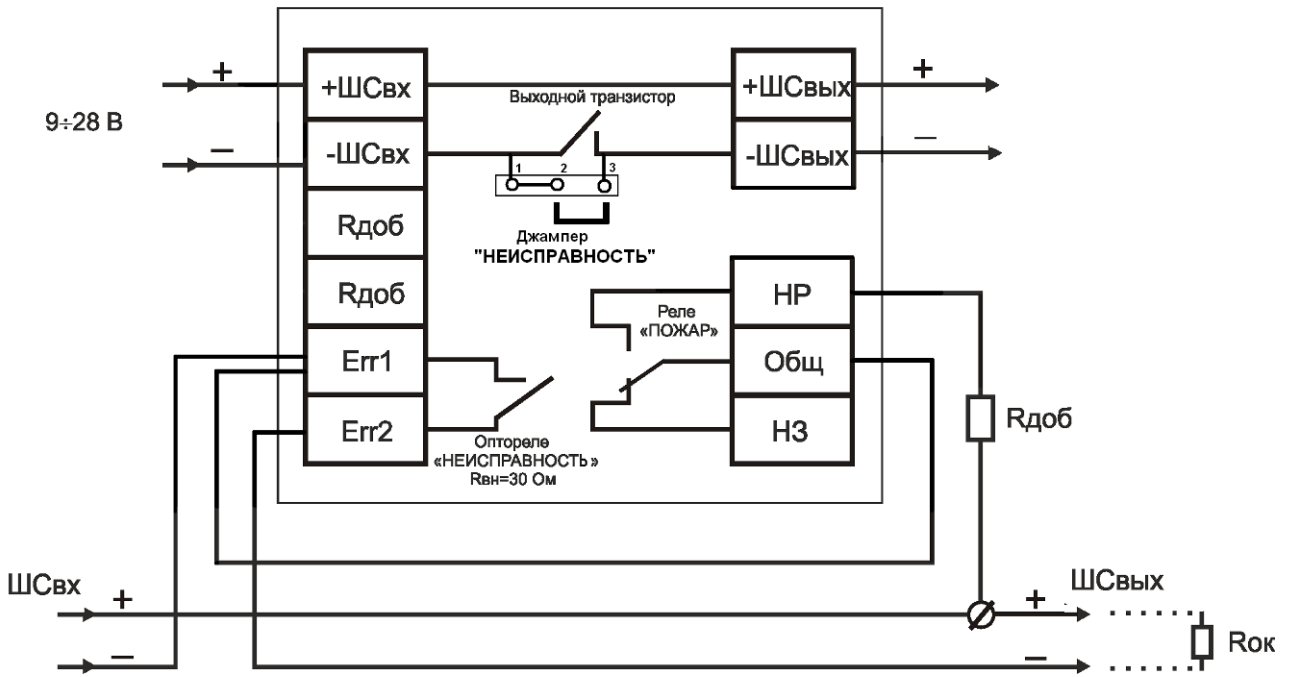 +ШСвх
+ШСвых
+
+
Выходной транзистор
9÷28 В
-ШСвх
-ШСвых
–
–
1
2
3
Rдоб
Джампер
"НЕИСПРАВНОСТЬ"
Rдоб
НР
Реле
«ПОЖАР»
Err1
Общ
Err2
НЗ
Rдоб
Оптореле
«НЕИСПРАВНОСТЬ»
Rвн=30 Ом
ШСвх
ШСвых
+
+
–
–
Rок